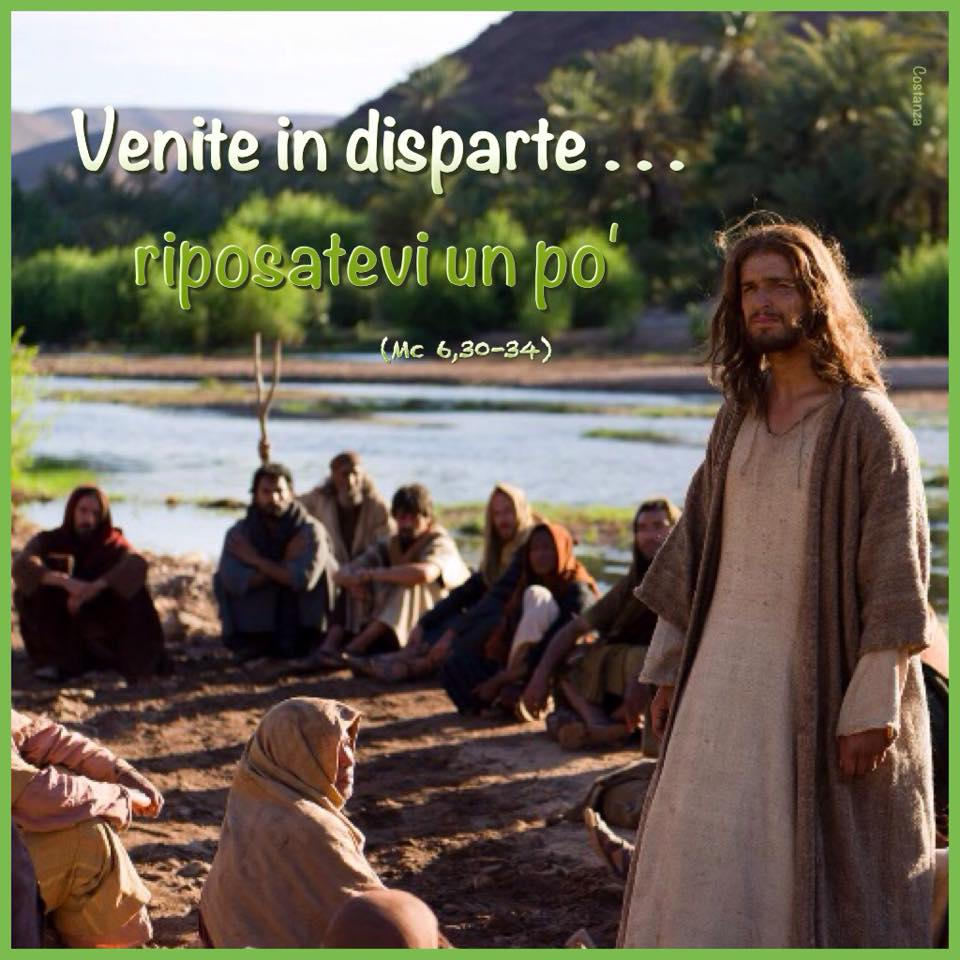 Venite in disparte . . .
riposatevi un po'
(Mc 6,30-34)
Costanza